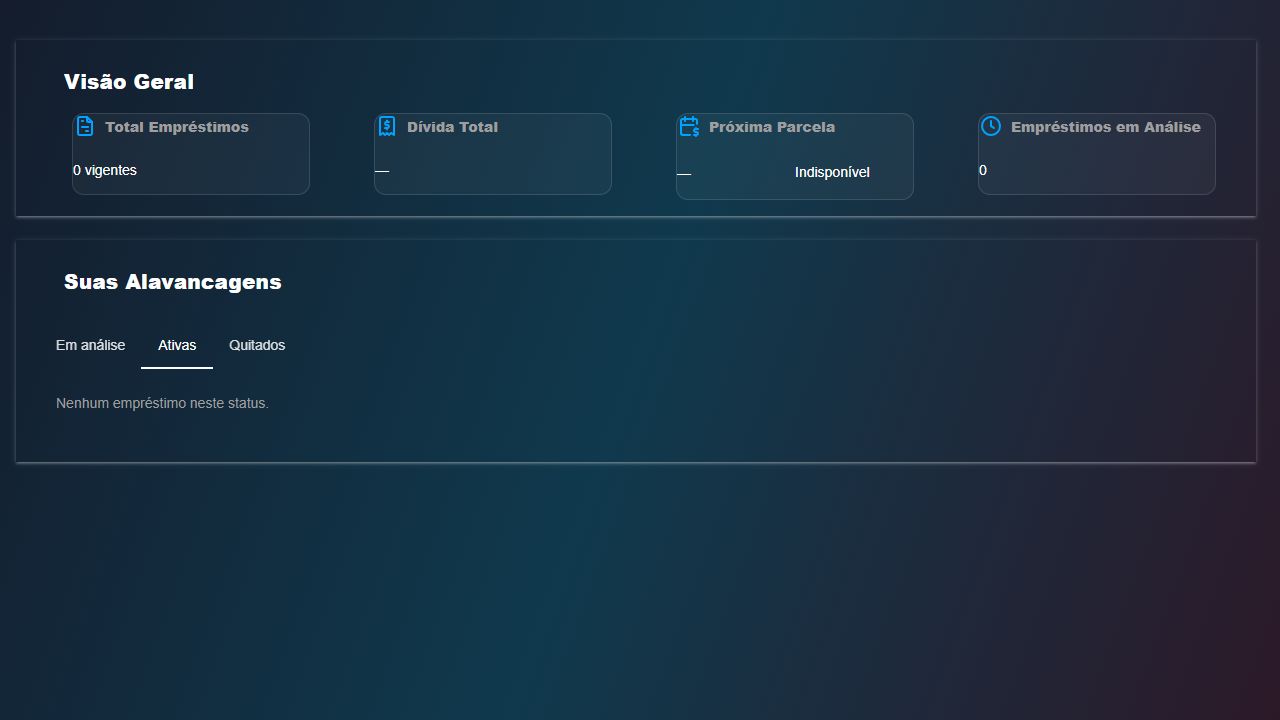 Visão Geral
Total Empréstimos
Dívida Total
Próxima Parcela
Empréstimos em Análise
0 vigentes
—
—
Indisponível
0
Suas Alavancagens
Em análise
Ativas
Quitados
Nenhum empréstimo neste status.